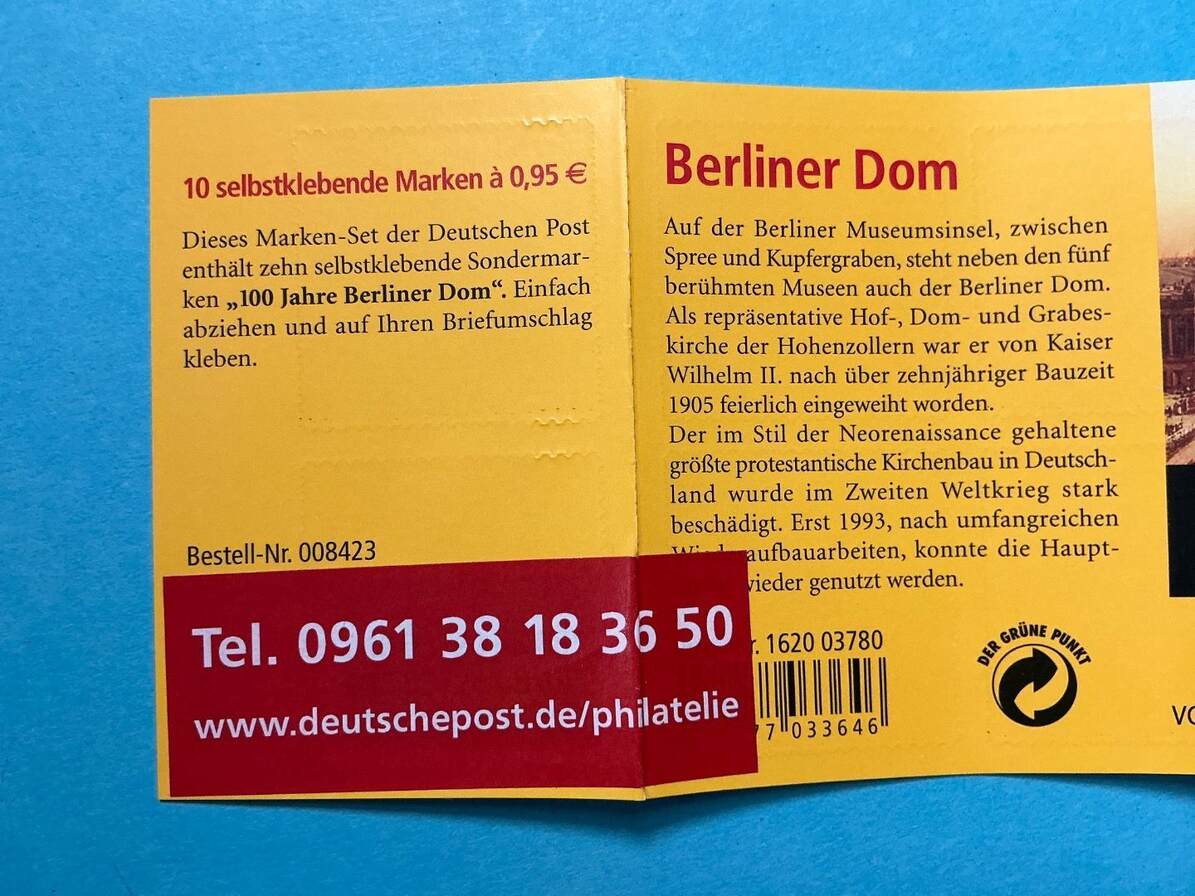 10 selbstklebende Marken à 0,95 €
Dieses Marken-Set der Deutschen Post
enthält zehn selbstklebende Sondermar-
ken „100 Jahre Berliner Dom“. Einfach
abziehen und auf Ihren Briefumschlag
kleben.
Bestell-Nr. 008423
Tel. 0961 38 18 36 50
www.deutschepost.de/philatelie
Berliner Dom
Auf der Berliner Museumsinsel, zwischen
Spree und Kupfergraben, steht neben den fünf
berühmten Museen auch der Berliner Dom.
Als repräsentative Hof-, Dom- und Grabes-
kirche der Hohenzollern war er von Kaiser
Wilhelm II. nach über zehnjähriger Bauzeit
1905 feierlich eingeweiht worden.
Der im Stil der Neorenaissance gehaltene
größte protestantische Kirchenbau in Deutsch-
land wurde im Zweiten Weltkrieg stark
beschädigt. Erst 1993, nach umfangreichen
Wiederaufbauarbeiten, konnte die Haupt-
wieder genutzt werden.
1620 03780
77 033646
DER GRÜNE PUNKT